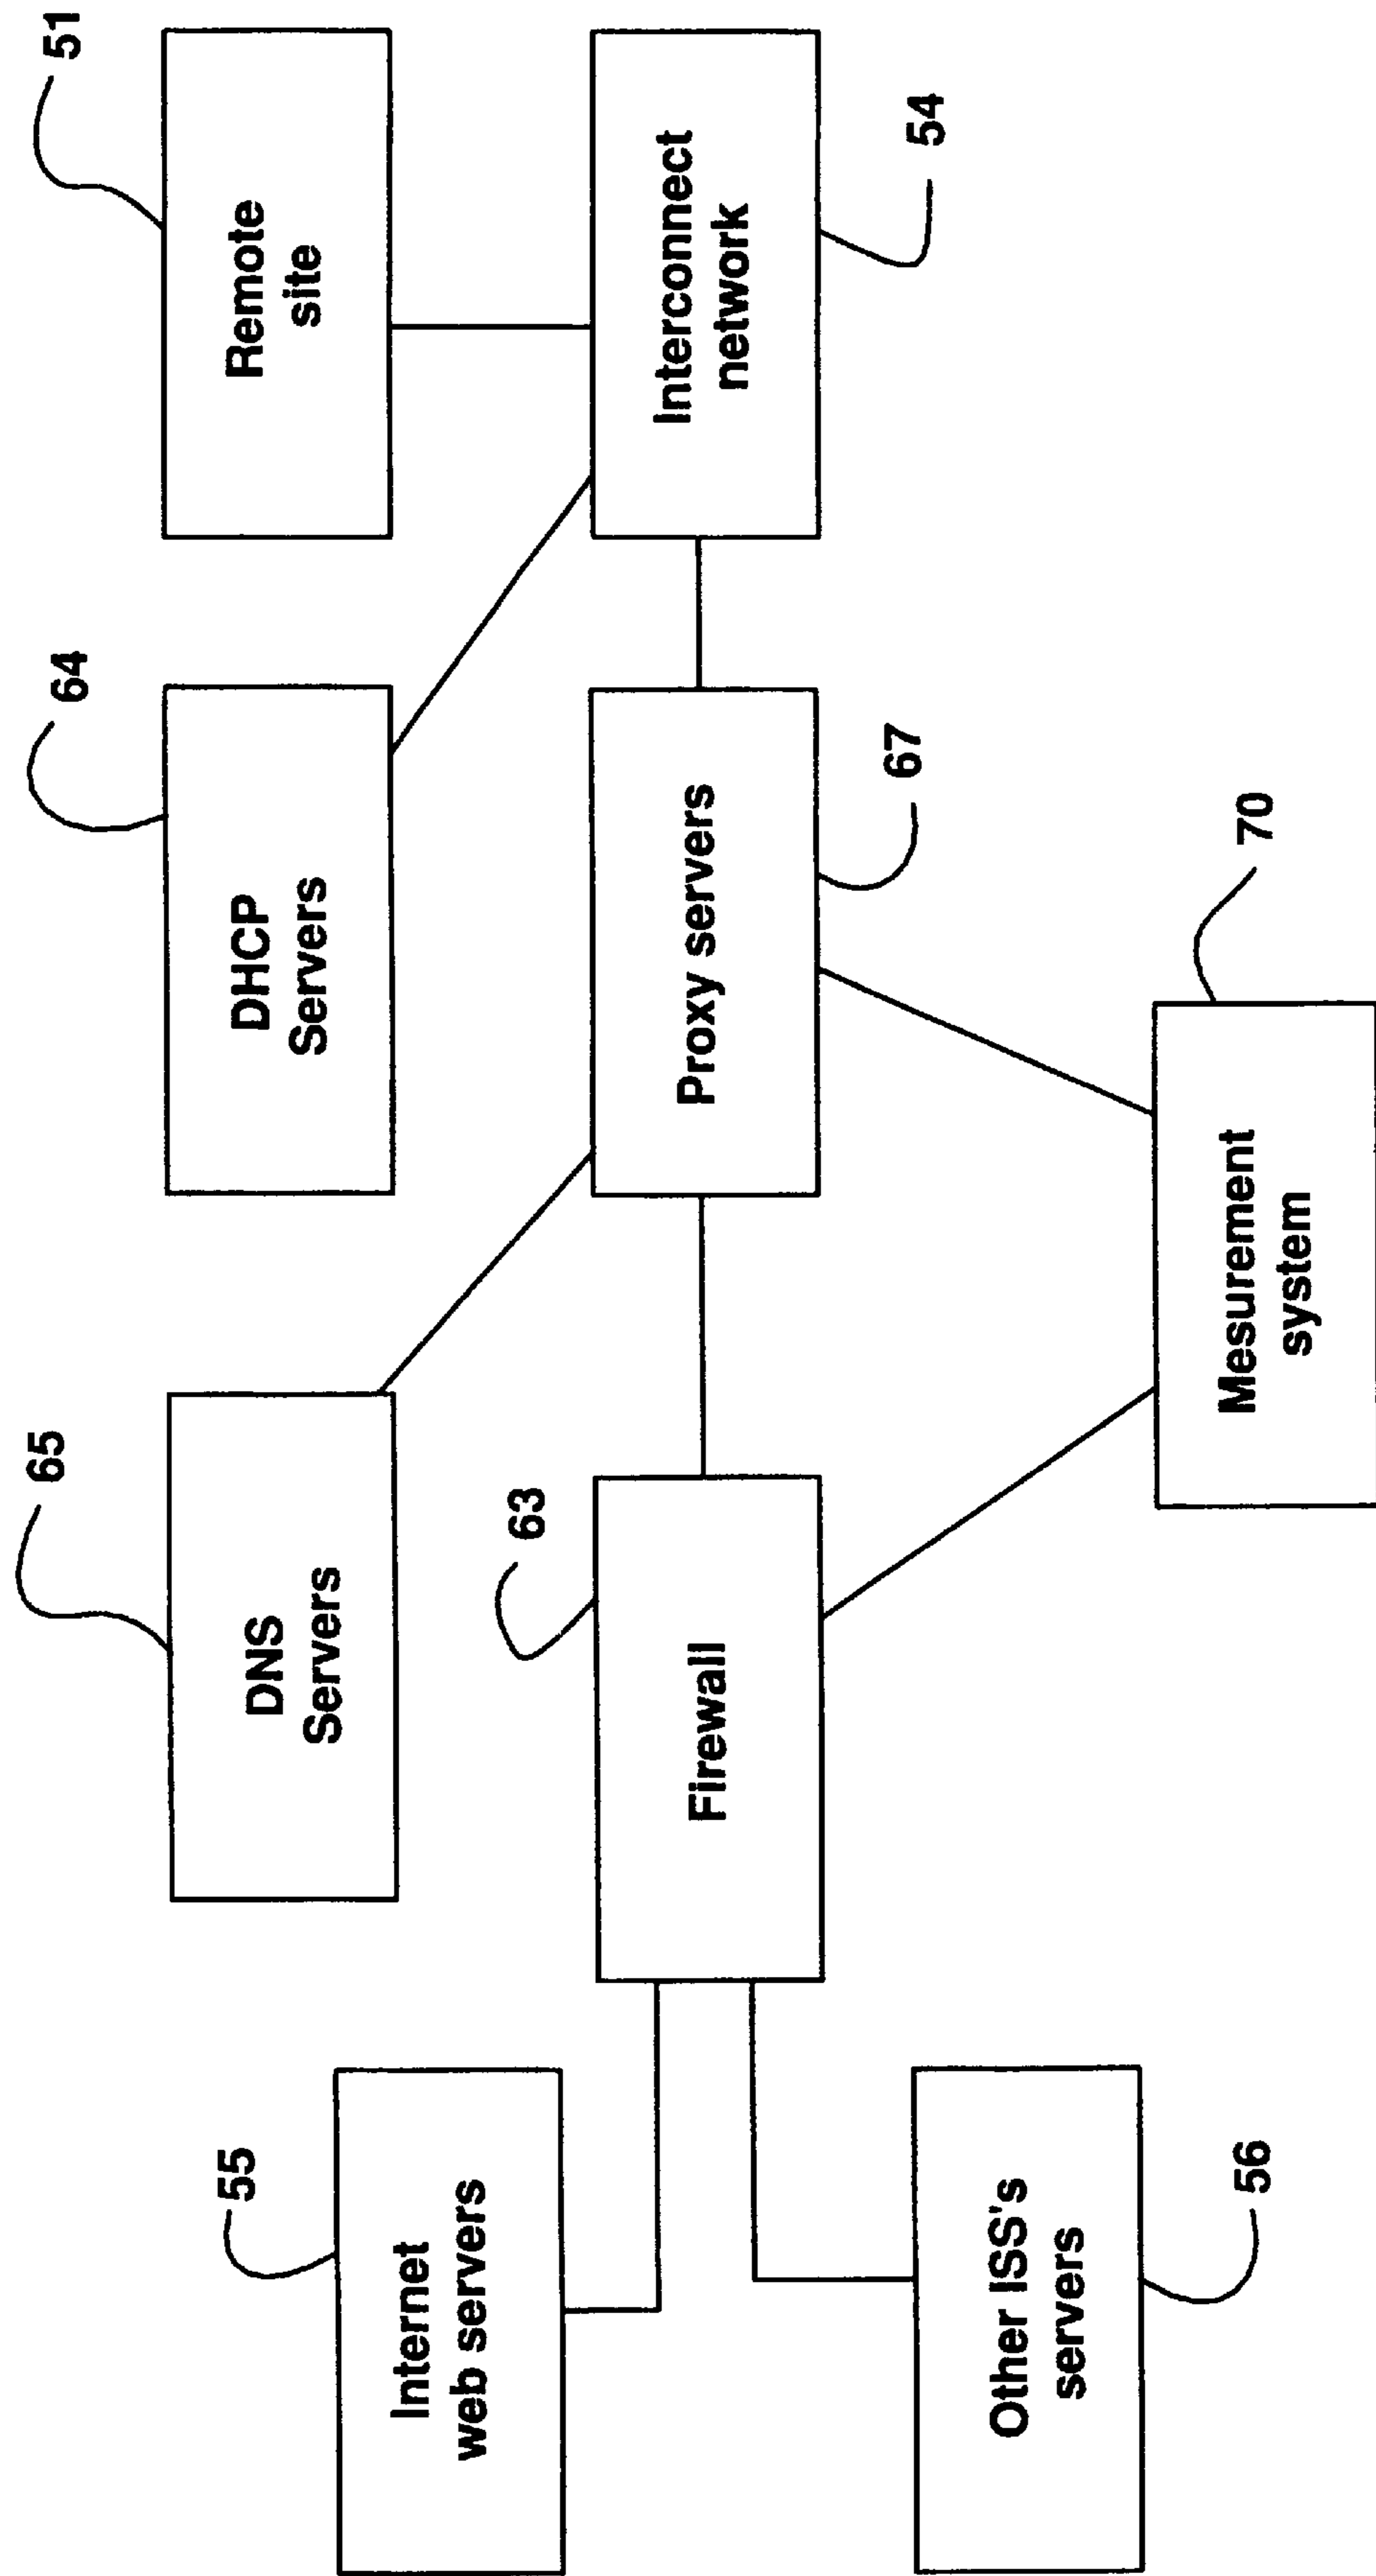 65
64
51
DNS
Servers
DHCP
Servers
Remote
site
55
Internet
web servers
63
Firewall
Proxy servers
Interconnect
network
67
54
Other ISS's
servers
56
Mesurement
system
70